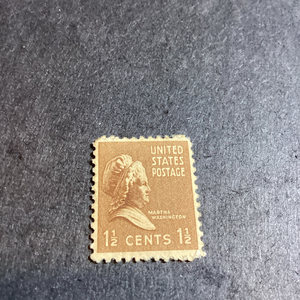 UNITED
STATES
POSTAGE
MARTHA
WASHINGTON
1½ CENTS. 1½